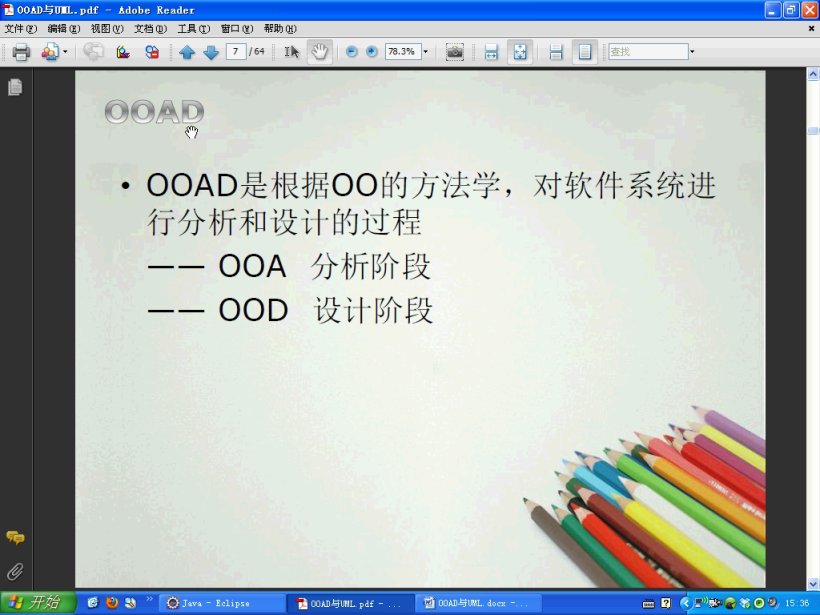 OOAD与UML.pdf - Adobe Reader
文件(F) 编辑(E) 视图(V) 文档(D) 工具(T) 窗口(W) 帮助(H)
7 / 64 78.3% 查找
OOAD
• OOAD是根据OO的方法学，对软件系统进
行分析和设计的过程
—— OOA 分析阶段
—— OOD 设计阶段
开始 Java - Eclipse OOAD与UML.pdf - ... OOAD与UML.docx -... 15:36